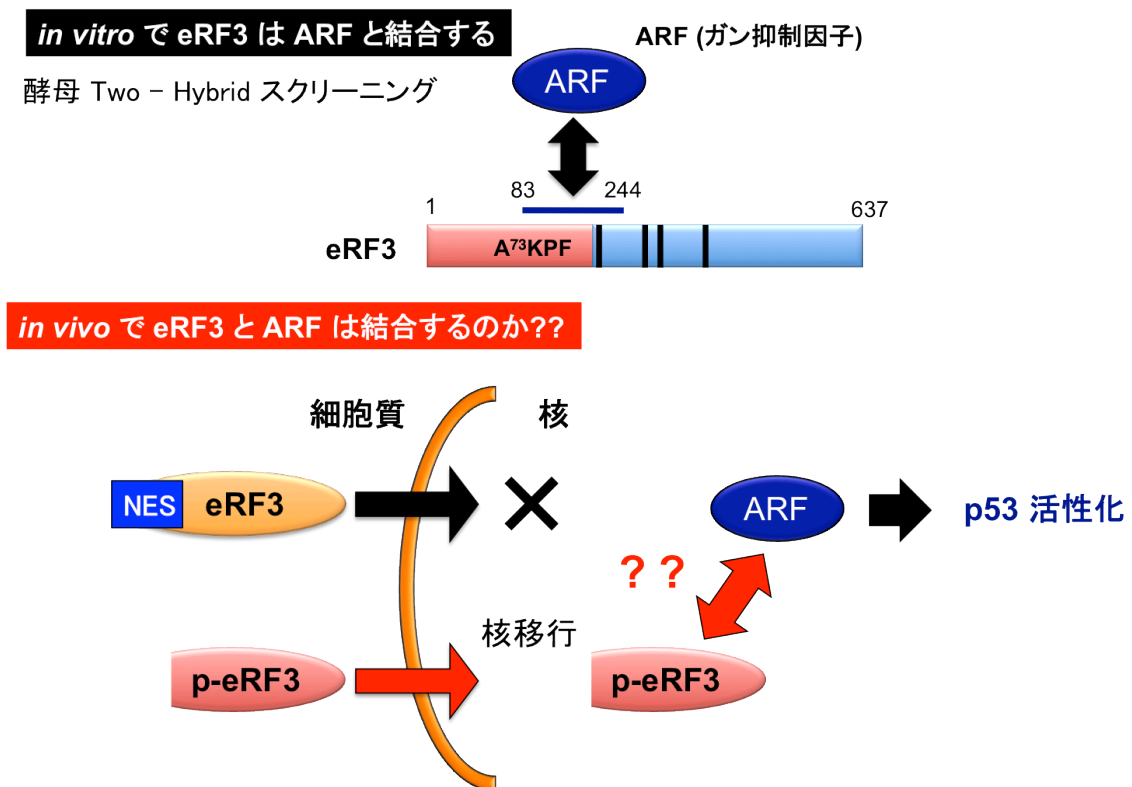 in vitro で eRF3 は ARF と結合する
ARF (ガン抑制因子)
酵母 Two – Hybrid スクリーニング
ARF
83
244
1
637
eRF3
A73KPF
in vivo で eRF3 と ARF は結合するのか??
細胞質
核
NES
eRF3
ARF
p53 活性化
? ?
核移行
p-eRF3
p-eRF3